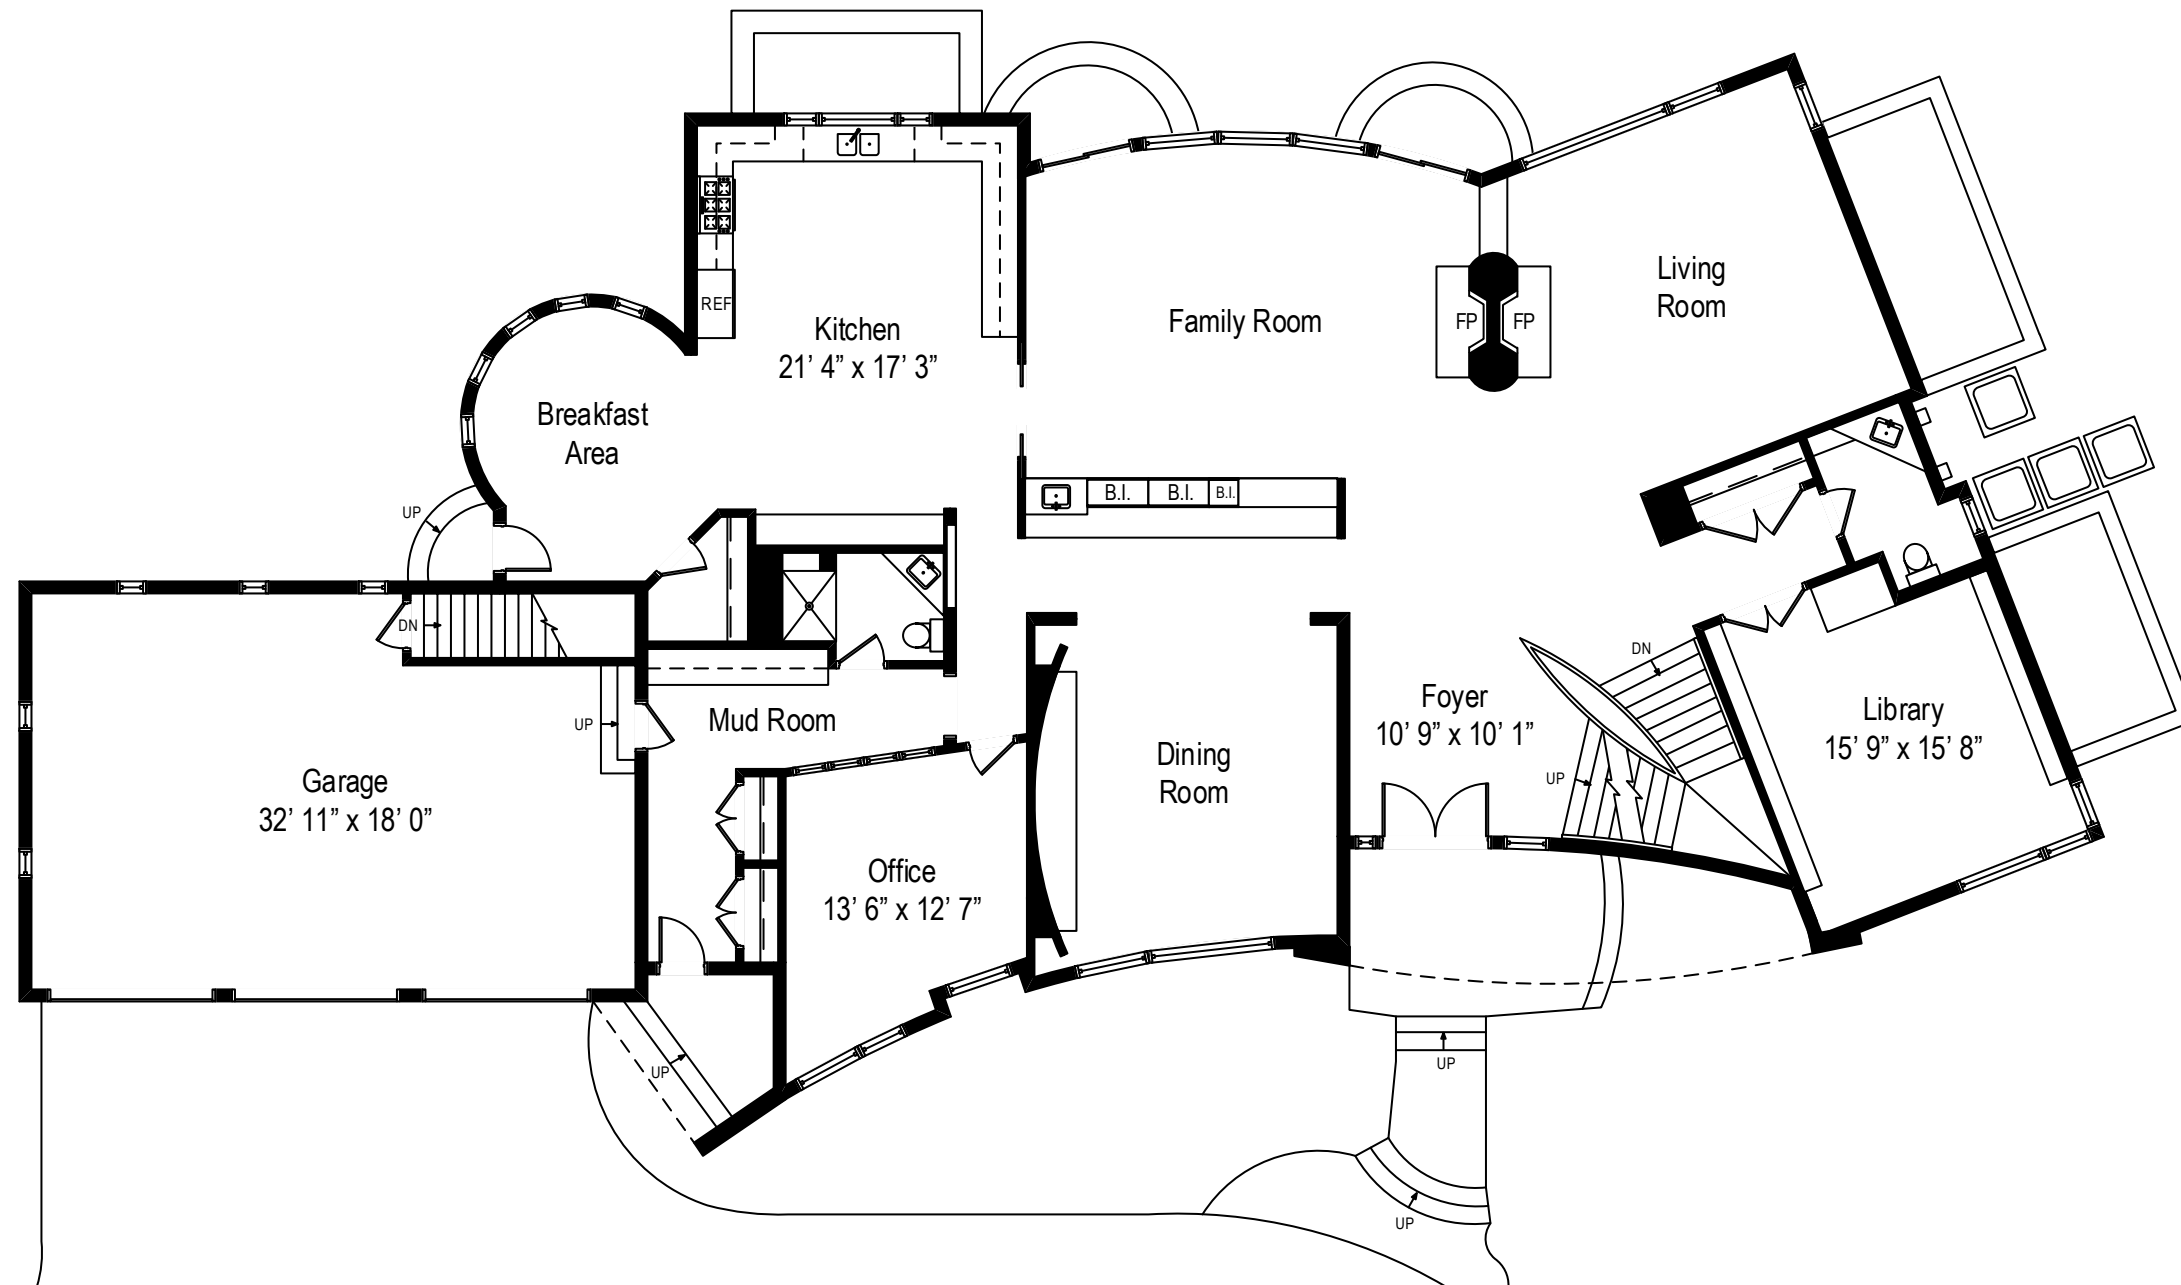 REF
Kitchen
21’ 4” x 17’ 3”
Family Room
FP
FP
Living
Room
Breakfast
Area
UP
B.I.
B.I.
B.I.
DN
UP
Mud Room
Garage
32’ 11” x 18’ 0”
Office
13’ 6” x 12’ 7”
Dining
Room
Foyer
10’ 9” x 10’ 1”
DN
UP
Library
15’ 9” x 15’ 8”
UP
UP
UP